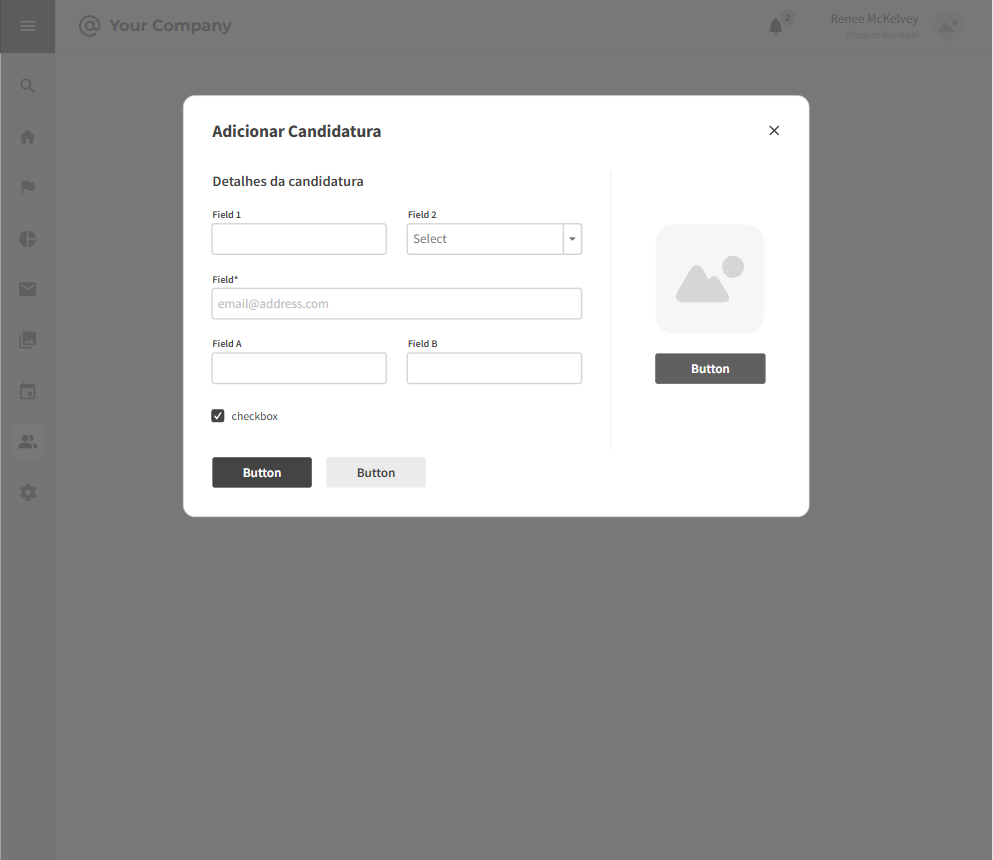 @ Your Company
2
Renee McKelvey
Product Manager
Adicionar Candidatura
Detalhes da candidatura
Field 1
Field 2
Select
Field*
email@address.com
Button
Field A
Field B
checkbox
Button
Button